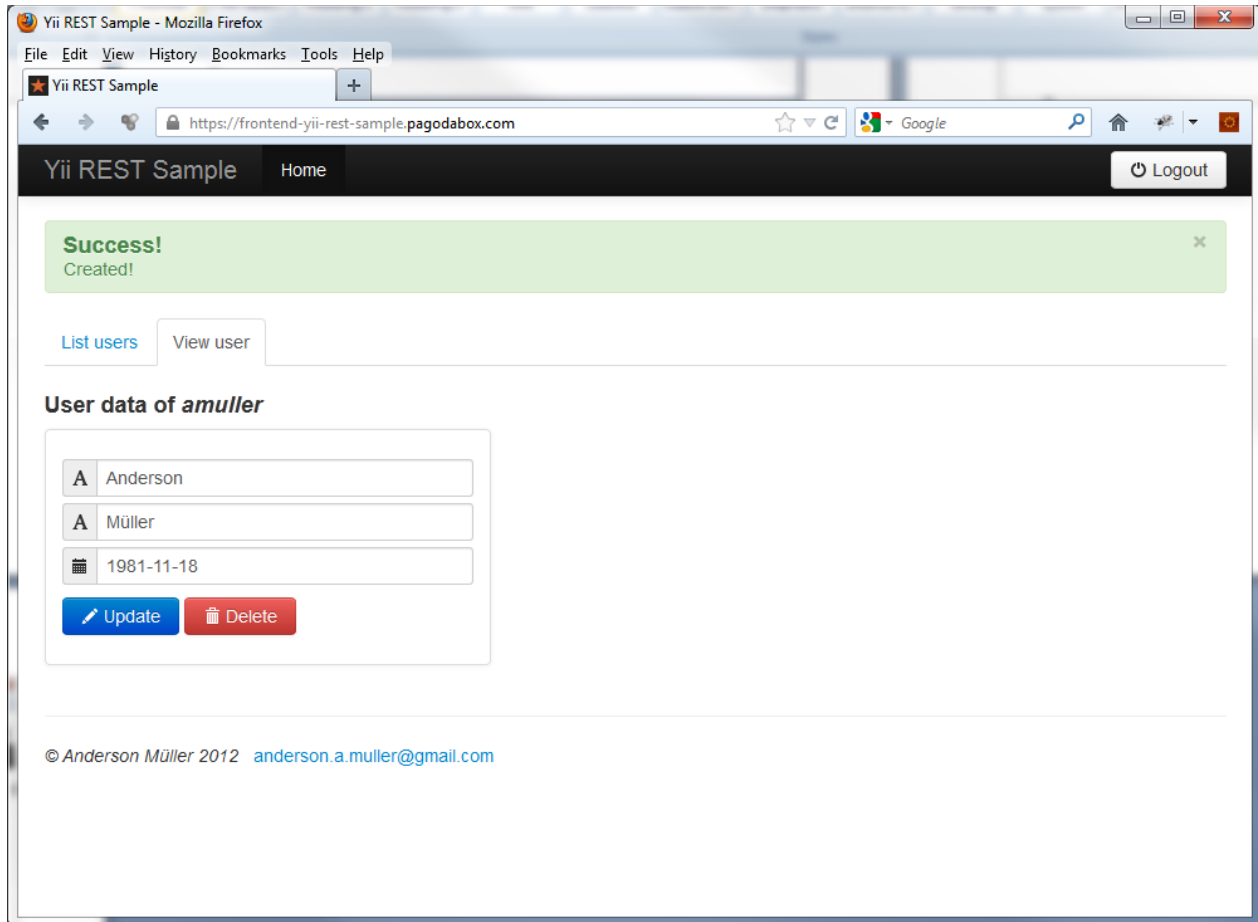 Yii REST Sample - Mozilla Firefox
File Edit View History Bookmarks Tools Help
Yii REST Sample +
https://frontend-yii-rest-sample.pagodabox.com Google
Yii REST Sample Home Logout
Success! ×
Created!
List users View user
User data of amuller
A Anderson
A Müller
1981-11-18
Update Delete
© Anderson Müller 2012 anderson.a.muller@gmail.com